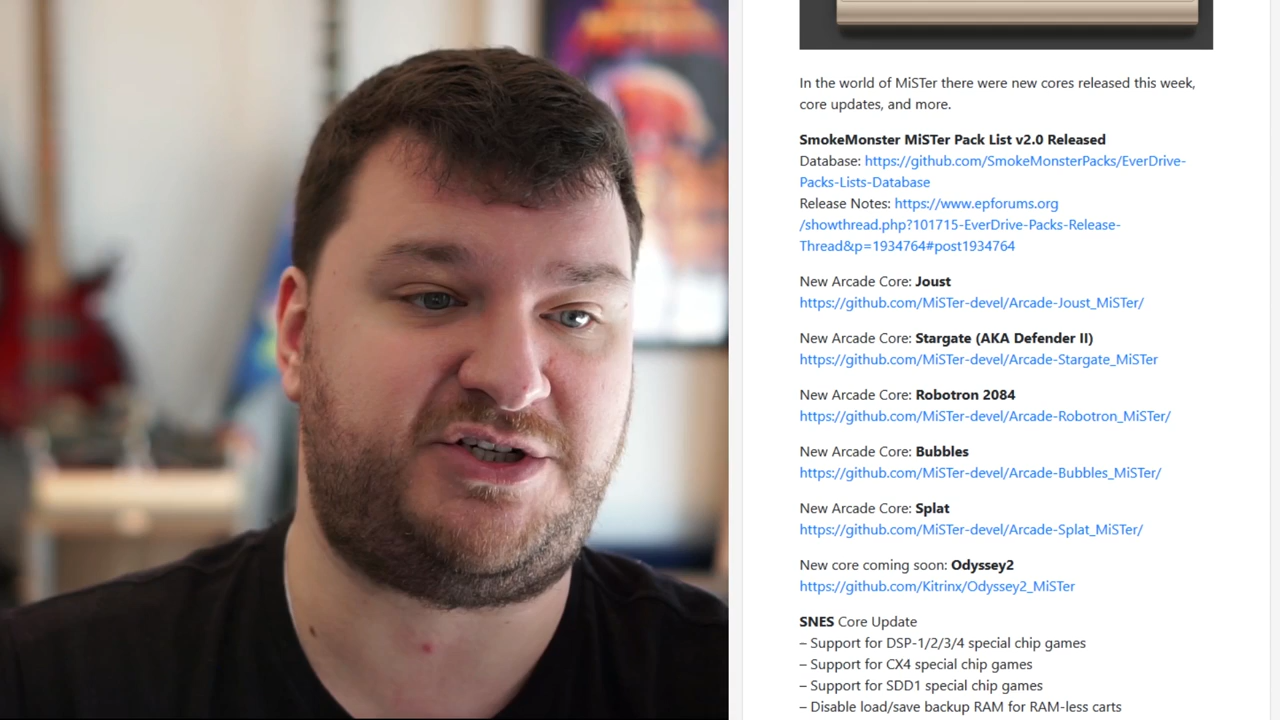 In the world of MiSTer there were new cores released this week,
core updates, and more.
SmokeMonster MiSTer Pack List v2.0 Released
Database: https://github.com/SmokeMonsterPacks/EverDrive-
Packs-Lists-Database
Release Notes: https://www.epforums.org
/showthread.php?101715-EverDrive-Packs-Release-
Thread&p=1934764#post1934764
New Arcade Core: Joust
https://github.com/MiSTer-devel/Arcade-Joust_MiSTer/
New Arcade Core: Stargate (AKA Defender II)
https://github.com/MiSTer-devel/Arcade-Stargate_MiSTer
New Arcade Core: Robotron 2084
https://github.com/MiSTer-devel/Arcade-Robotron_MiSTer/
New Arcade Core: Bubbles
https://github.com/MiSTer-devel/Arcade-Bubbles_MiSTer/
New Arcade Core: Splat
https://github.com/MiSTer-devel/Arcade-Splat_MiSTer/
New core coming soon: Odyssey2
https://github.com/Kitrinx/Odyssey2_MiSTer
SNES Core Update
– Support for DSP-1/2/3/4 special chip games
– Support for CX4 special chip games
– Support for SDD1 special chip games
– Disable load/save backup RAM for RAM-less carts